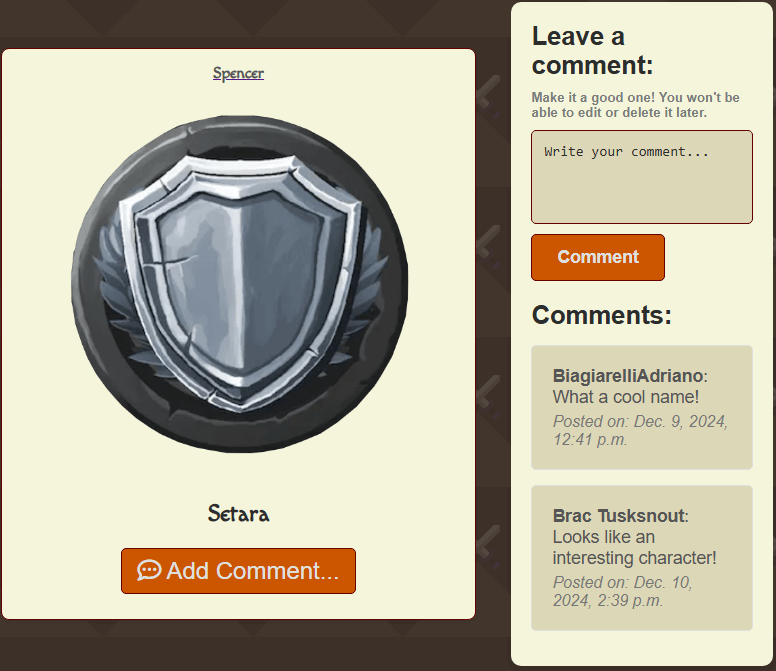 Spencer
Setara
Add Comment...
Leave a
comment:
Make it a good one! You won't be
able to edit or delete it later.
Write your comment...
Comment
Comments:
BiagiarelliAdriano:
What a cool name!
Posted on: Dec. 9, 2024,
12:41 p.m.
Brac Tusksnout:
Looks like an
interesting character!
Posted on: Dec. 10,
2024, 2:39 p.m.